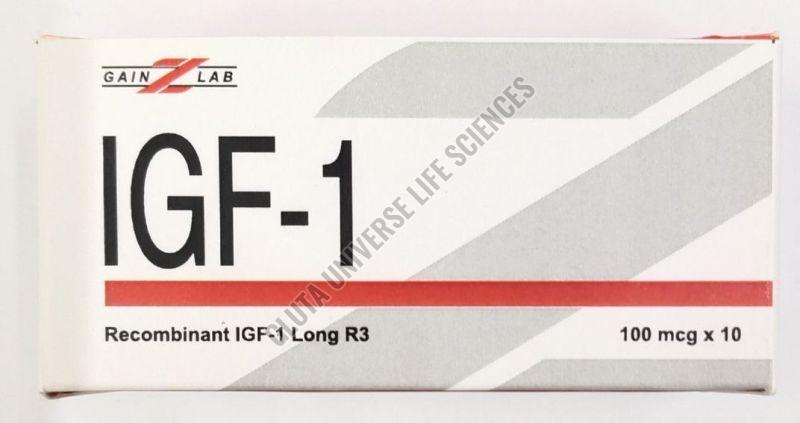 GAIN Z LAB
IGF-1
Recombinant IGF-1 Long R3
100 mcg x 10
GLUTA UNIVERSE LIFE SCIENCES